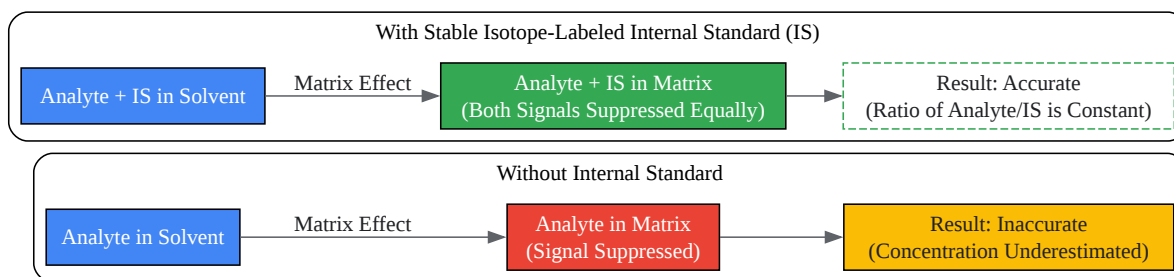 With Stable Isotope-Labeled Internal Standard (IS)
Analyte + IS in Solvent
Matrix Effect
Analyte + IS in Matrix
(Both Signals Suppressed Equally)
Result: Accurate
(Ratio of Analyte/IS is Constant)
Without Internal Standard
Analyte in Solvent
Matrix Effect
Analyte in Matrix
(Signal Suppressed)
Result: Inaccurate
(Concentration Underestimated)